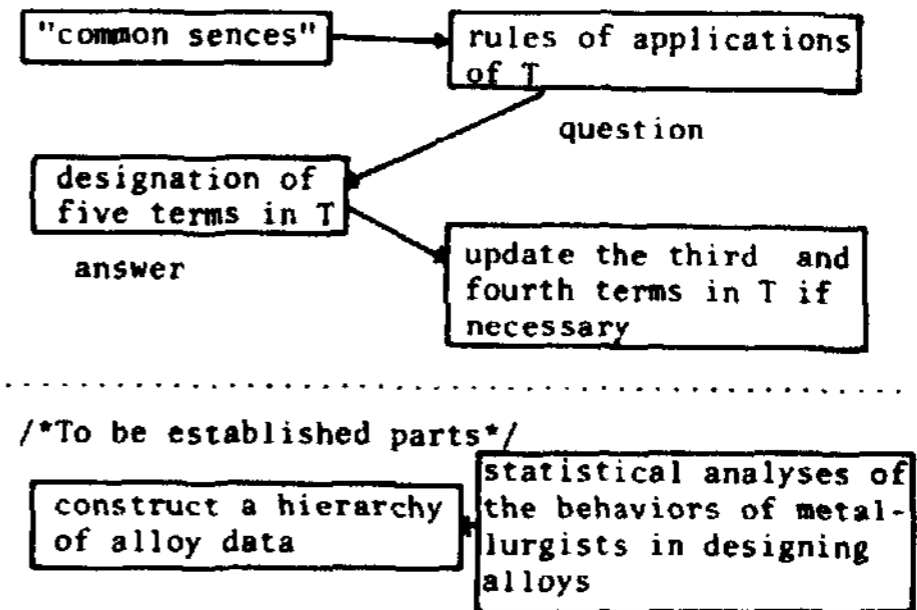 "common sences"
rules of applications
of T
question
designation of
five terms in T
answer
update the third and
fourth terms in T if
necessary
/*To be established parts*/
construct a hierarchy
of alloy data
statistical analyses of
the behaviors of metal-
lurgists in designing
alloys